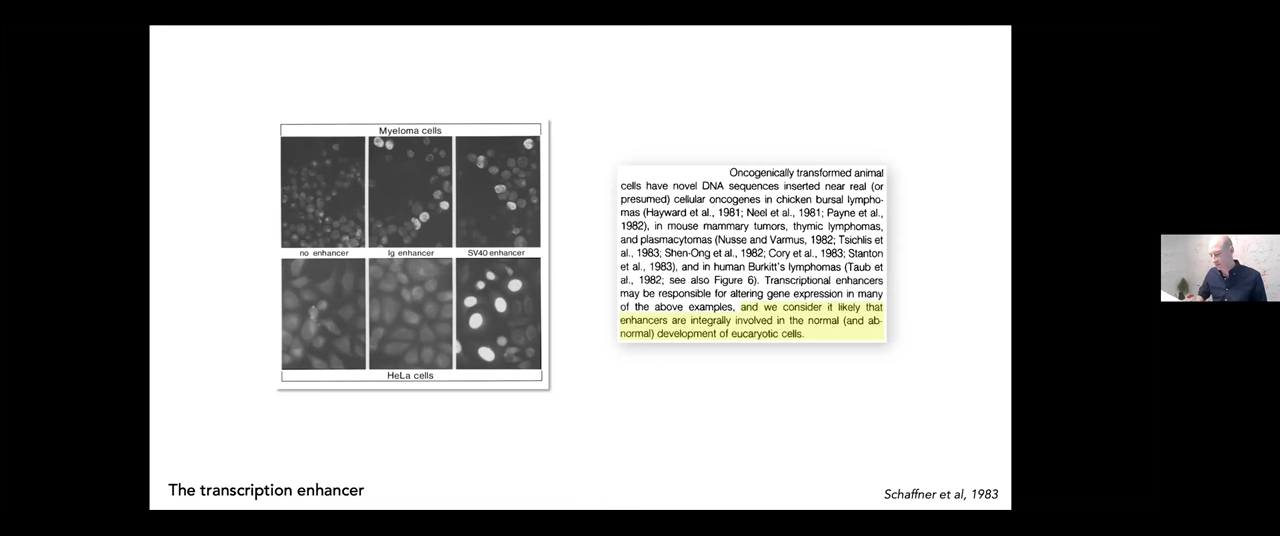 Myeloma cells
no enhancer
Ig enhancer
SV40 enhancer
HeLa cells
Oncogenically transformed animal
cells have novel DNA sequences inserted near real (or
presumed) cellular oncogenes in chicken bursal lympho-
mas (Hayward et al., 1981; Neel et al., 1981; Payne et al.,
1982), in mouse mammary tumors, thymic lymphomas,
and plasmacytomas (Nusse and Varmus, 1982; Tsichlis et
al., 1983; Shen-Ong et al., 1982; Cory et al., 1983; Stanton
et al., 1983), and in human Burkitt's lymphomas (Taub et
al., 1982; see also Figure 6). Transcriptional enhancers
may be responsible for altering gene expression in many
of the above examples, and we consider it likely that
enhancers are integrally involved in the normal (and ab-
normal) development of eucaryotic cells.
The transcription enhancer
Schaffner et al, 1983